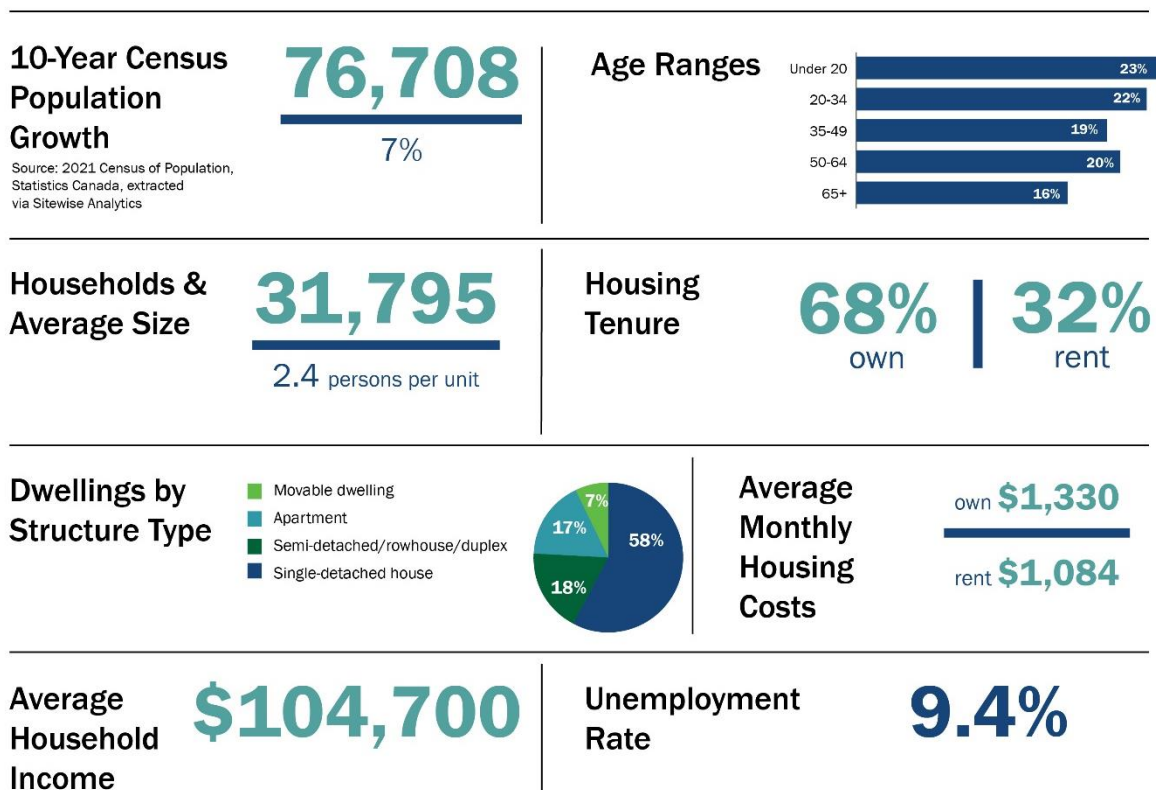 10-Year Census
Population
Growth
Source: 2021 Census of Population,
Statistics Canada, extracted
via Sitewise Analytics
76,708
7%
Age Ranges
Under 20
23%
20-34
22%
35-49
19%
50-64
20%
65+
16%
Households &
Average Size
31,795
2.4 persons per unit
Housing
Tenure
68%
own
32%
rent
Dwellings by
Structure Type
Movable dwelling
Apartment
Semi-detached/rowhouse/duplex
Single-detached house
7%
17%
58%
18%
Average
Monthly
Housing
Costs
own $1,330
rent $1,084
Average
Household
Income
$104,700
Unemployment
Rate
9.4%